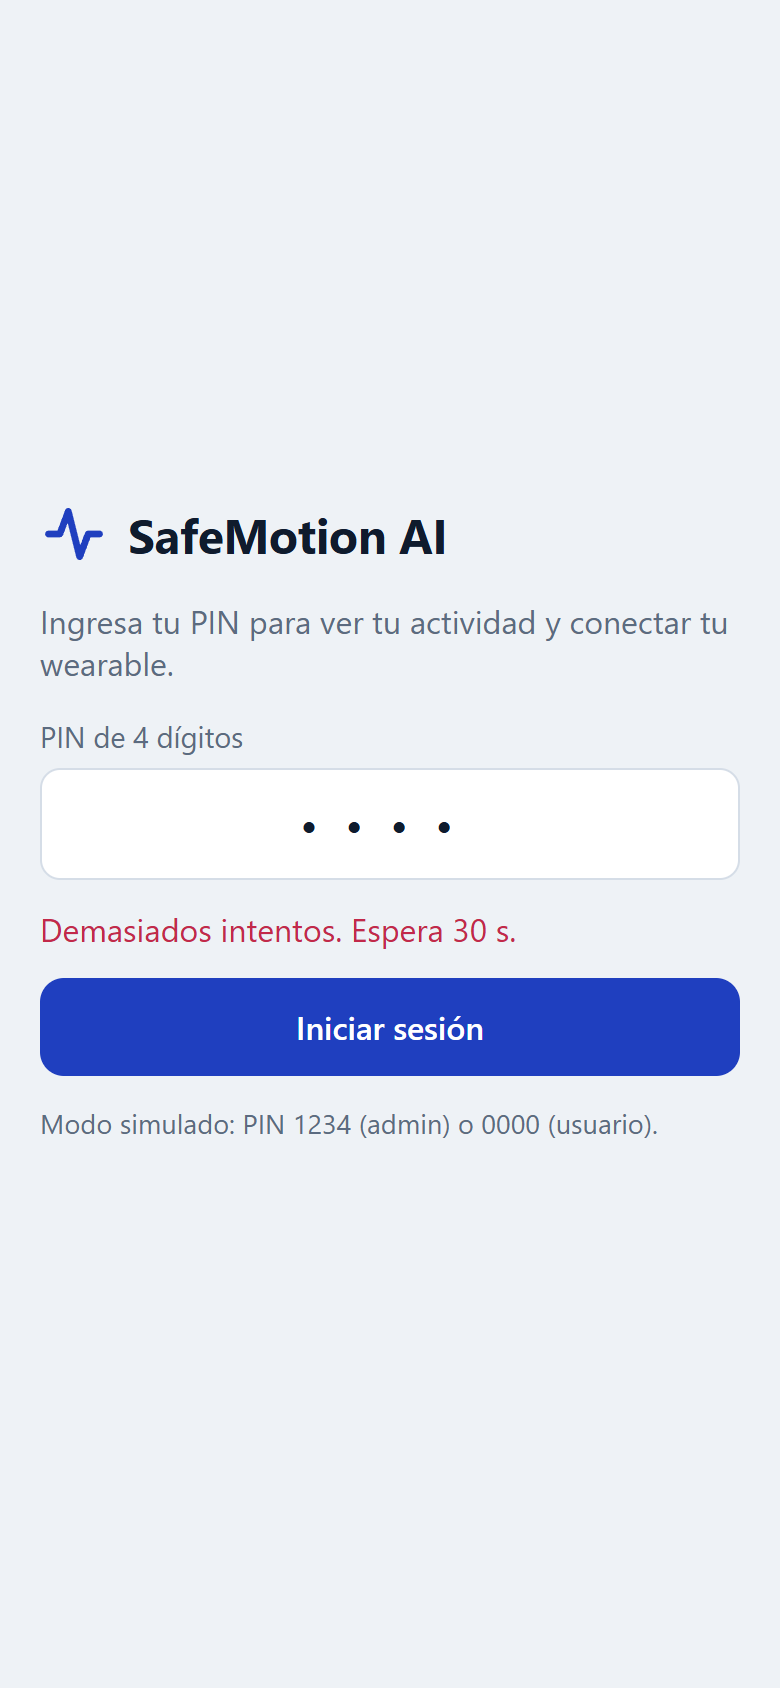 SafeMotion AI
Ingresa tu PIN para ver tu actividad y conectar tu
wearable.
PIN de 4 dígitos
• • • •
Demasiados intentos. Espera 30 s.
Iniciar sesión
Modo simulado: PIN 1234 (admin) o 0000 (usuario).